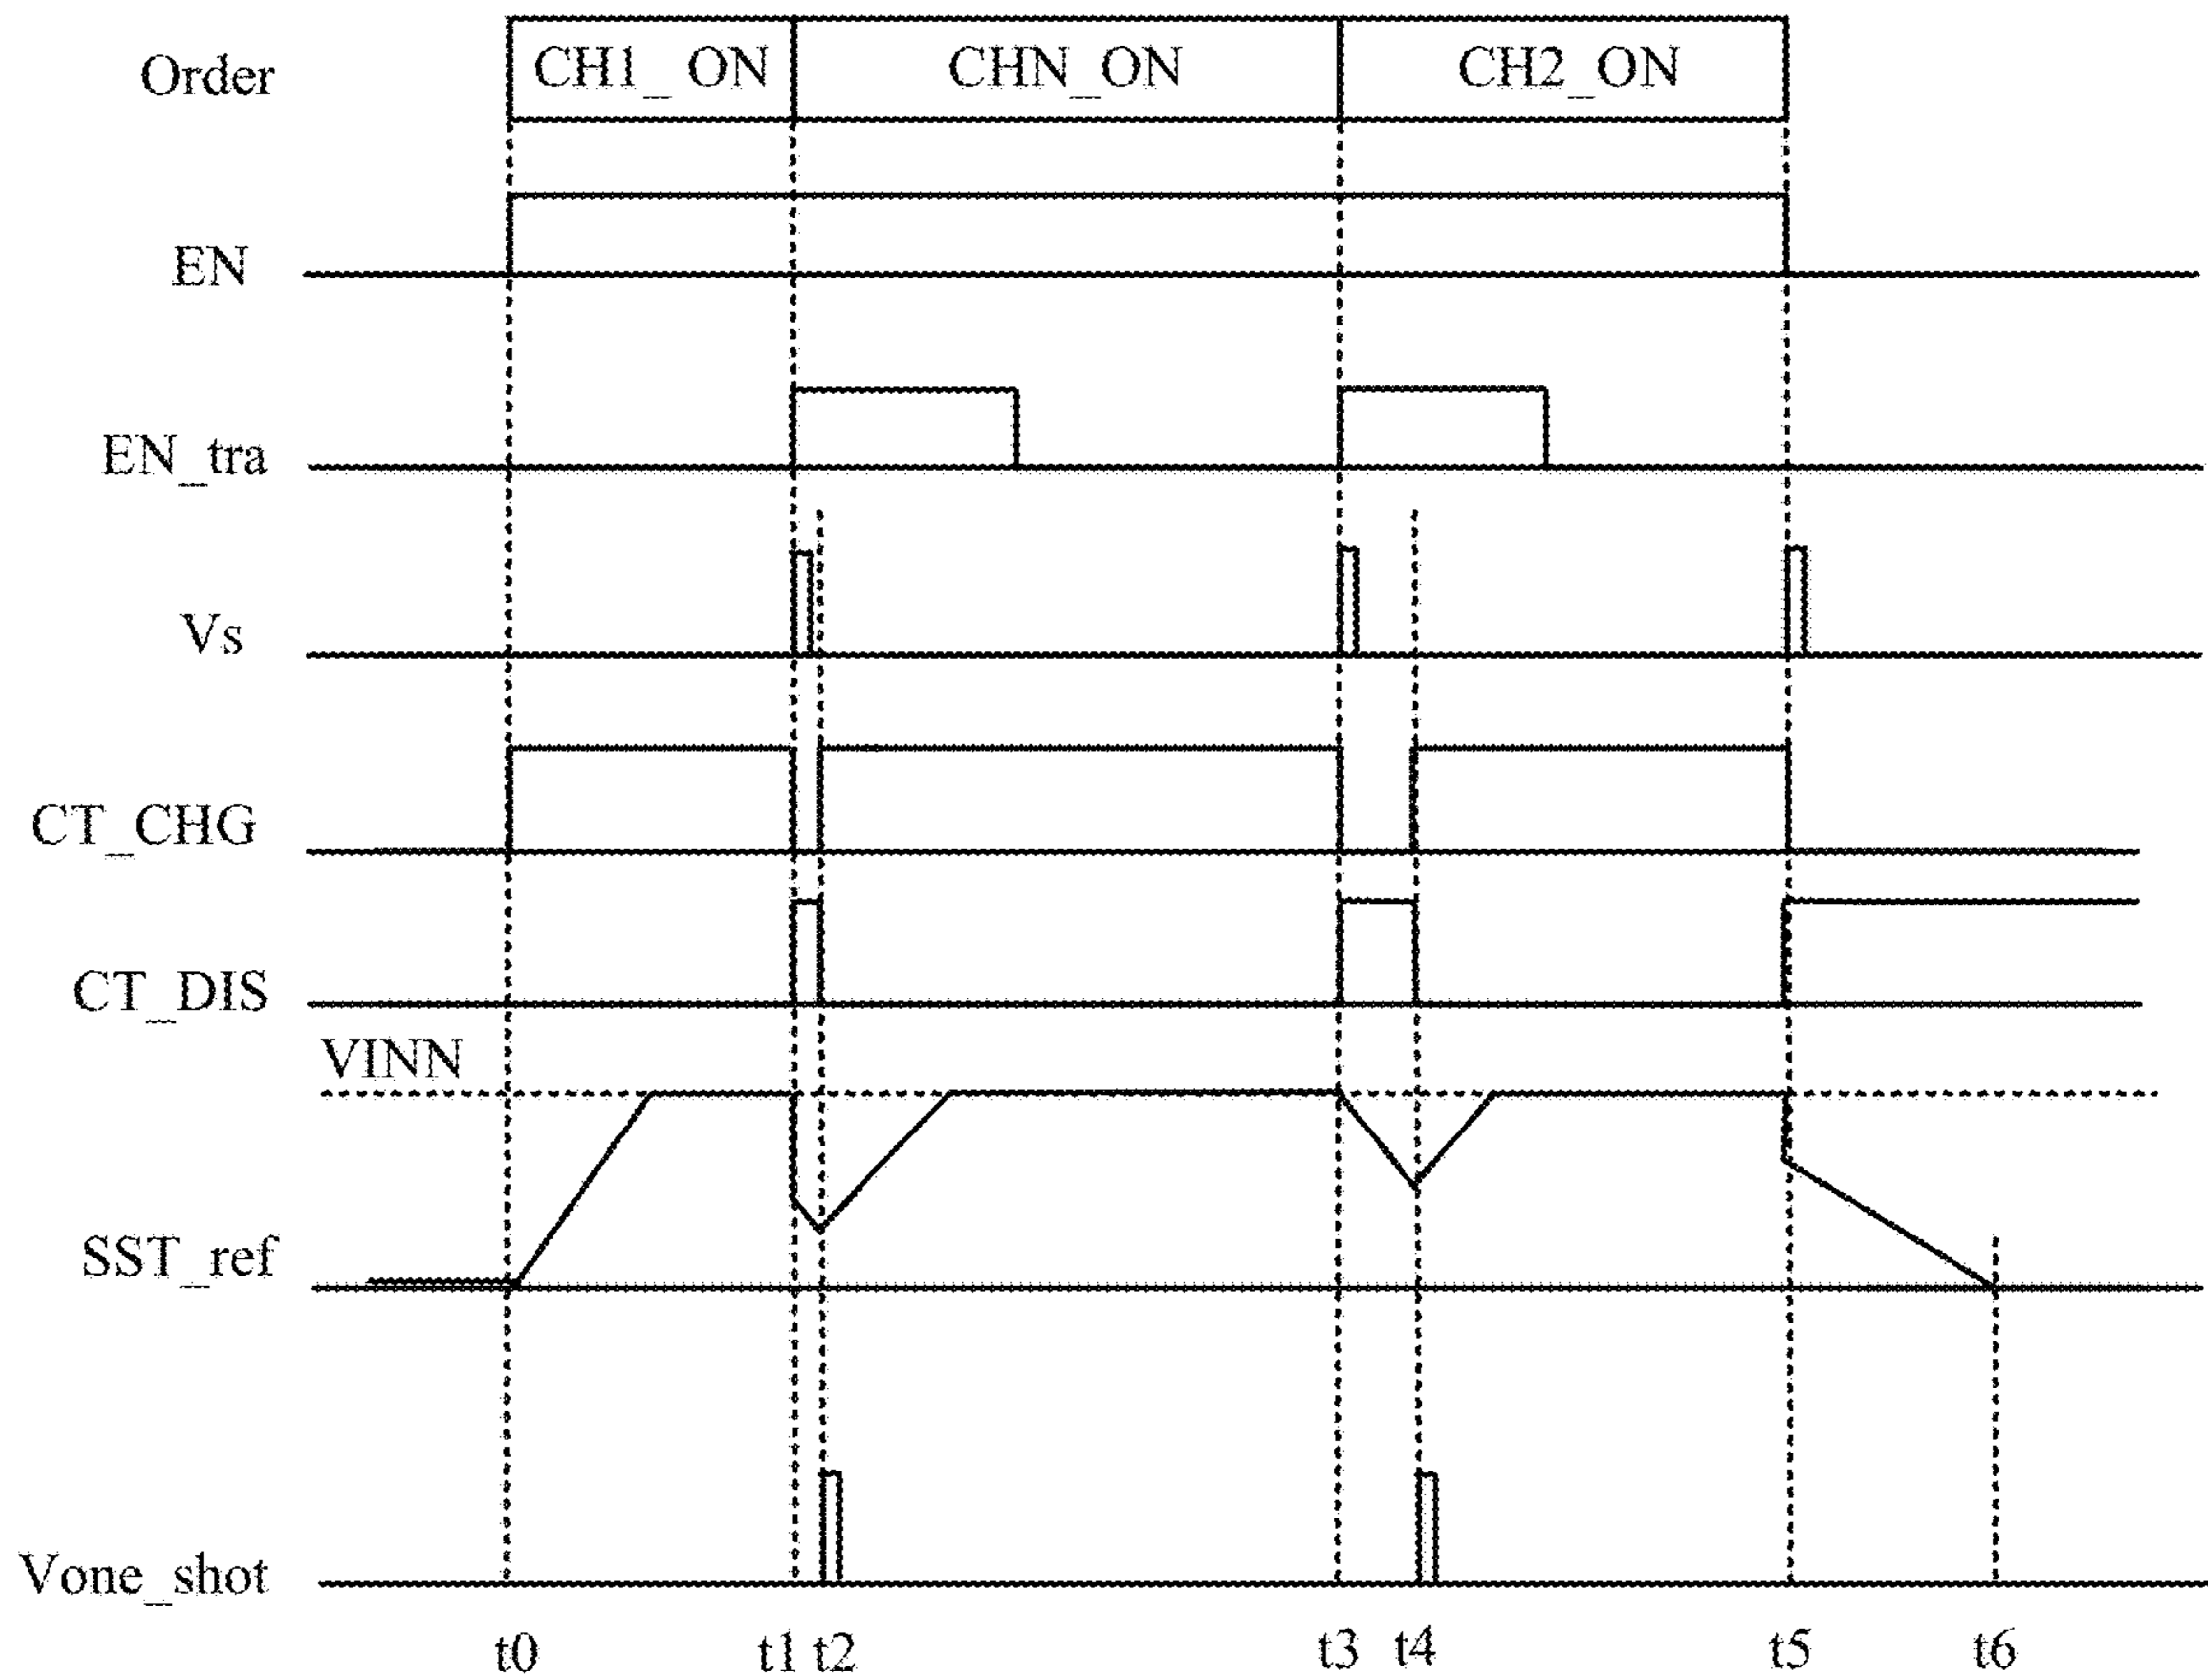 Order CH1_ ON CHN_ON CH2_ON
EN
EN_tra
Vs
CT_CHG
CT_DIS
VINN
SST_ref
Vone_shot
t0 t1 t2 t3 t4 t5 t6